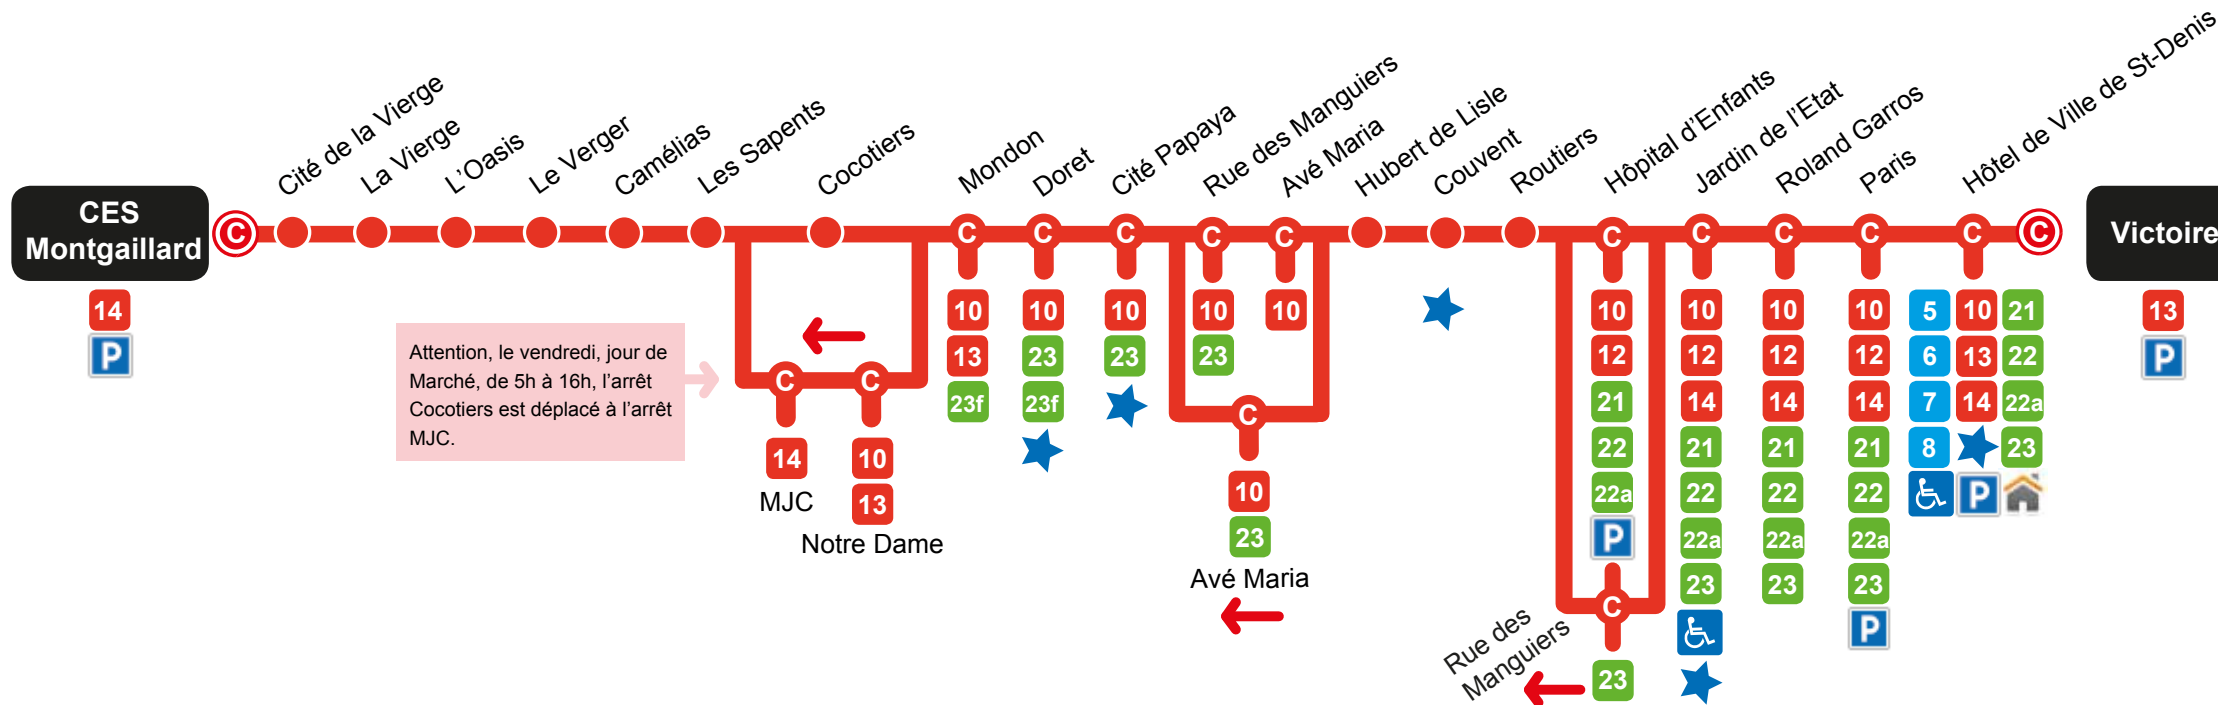 Cité de la Vierge
La Vierge
L'Oasis
Le Verger
Camélias
Les Sapents
Cocotiers
Mondon
Doret
Cité Papaya
Rue des Manguiers
Avé Maria
Hubert de Lisle
Couvent
Routiers
Hôpital d'Enfants
Jardin de l'Etat
Roland Garros
Paris
Hôtel de Ville de St-Denis
CES
Montgaillard
C
C
C
C
C
C
C
C
C
C
C
C
Victoire
14
P
Attention, le vendredi, jour de
Marché, de 5h à 16h, l'arrêt
Cocotiers est déplacé à l'arrêt
MJC.
C
14
MJC
C
10
13
Notre Dame
10
13
23f
10
23
23f
10
23
10
23
10
C
10
23
Avé Maria
10
12
21
22
22a
P
C
Rue des
Manguiers
23
10
12
14
21
22
22a
23
10
12
14
21
22
22a
23
10
12
14
21
22
22a
23
P
5 10 21
6 13 22
7 14 22a
8 23
P
13
P